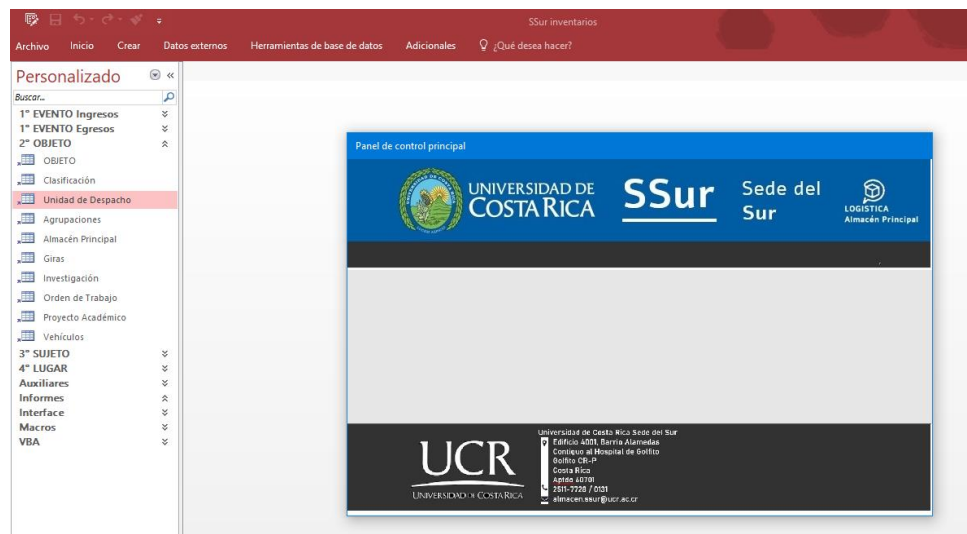 SSur inventarios
Archivo Inicio Crear Datos externos Herramientas de base de datos Adicionales ¿Qué desea hacer?
Personalizado
Buscar...
1° EVENTO Ingresos
1° EVENTO Egresos
2° OBJETO
OBJETO
Clasificación
Unidad de Despacho
Agrupaciones
Almacén Principal
Giras
Investigación
Orden de Trabajo
Proyecto Académico
Vehículos
3° SUJETO
4° LUGAR
Auxiliares
Informes
Interface
Macros
VBA
Panel de control principal
UNIVERSIDAD DE
COSTA RICA
SSur
Sede del
Sur
LOGISTICA
Almacén Principal
UCR
UNIVERSIDAD DE COSTA RICA
Universidad de Costa Rica Sede del Sur
Edificio 4001, Barrio Alamedas
Contiguo al Hospital de Golfito
Golfito CR-P
Costa Rica
Aptdo 60701
2511-7728 / 0131
almacen.ssur@ucr.ac.cr